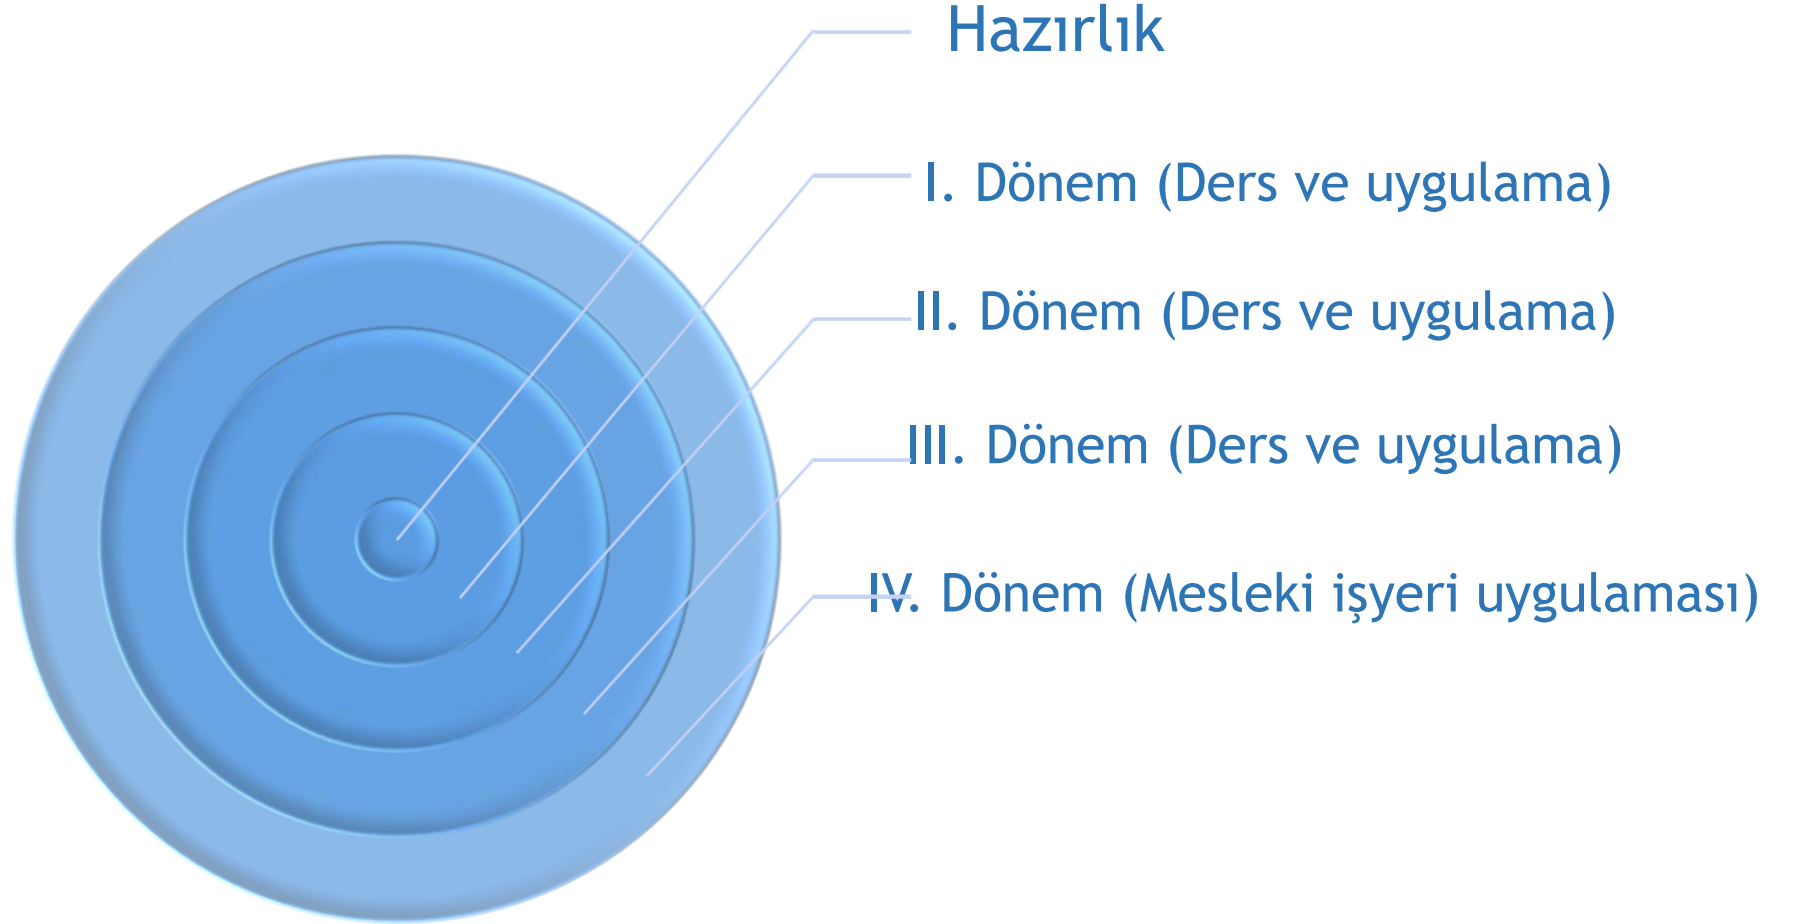 Hazırlık
I. Dönem (Ders ve uygulama)
II. Dönem (Ders ve uygulama)
III. Dönem (Ders ve uygulama)
IV. Dönem (Mesleki işyeri uygulaması)